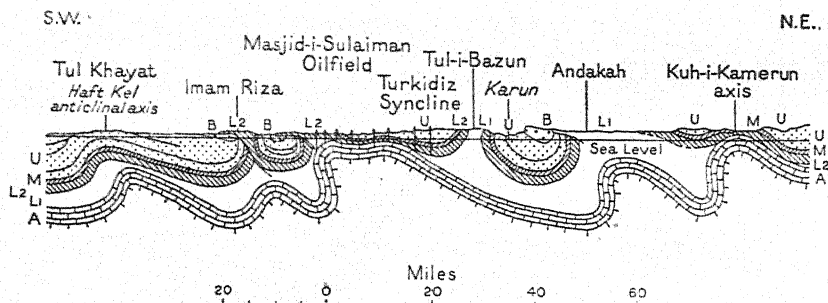 S.W.
N.E.
Masjid-i-Sulaiman
Oilfield
Tul-i-Bazun
Tul Khayat
Haft Kel
anticlinal axis
Imam Riza
Turkidiz
Syncline
Karun
Andakah
Kuh-i-Kamerun
axis
B L2 B L2 U L2 L1 U B L1 U M U
Sea Level
U
M
L2
L1
A
U
M
L2
L1
A
Miles
20 0 20 40 60